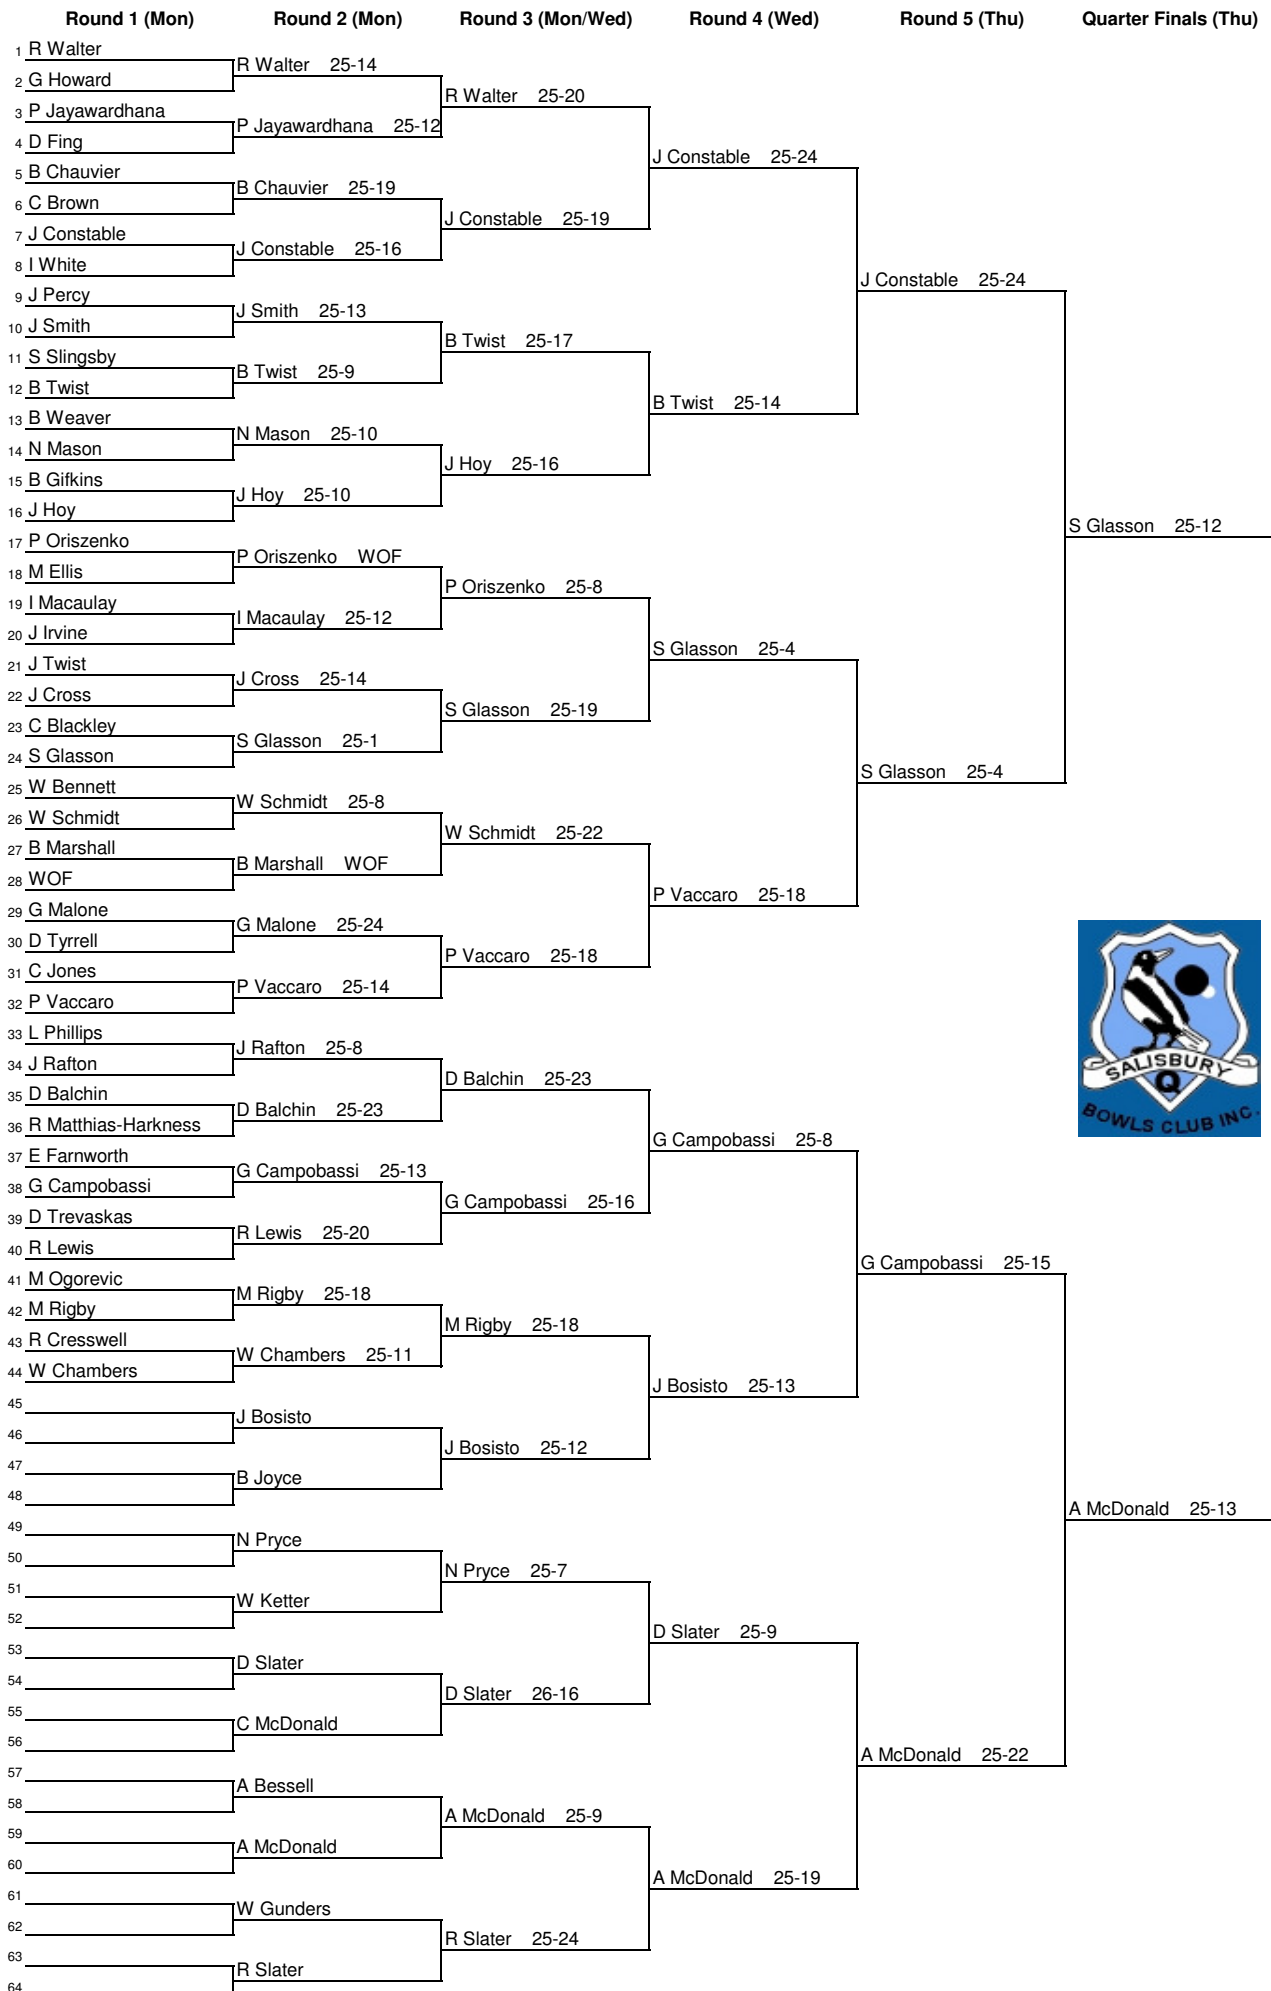 Round 1 (Mon) Round 2 (Mon) Round 3 (Mon/Wed) Round 4 (Wed) Round 5 (Thu) Quarter Finals (Thu)
1 R Walter
R Walter 25-14
2 G Howard
R Walter 25-20
3 P Jayawardhana
P Jayawardhana 25-12
4 D Fing
J Constable 25-24
5 B Chauvier
B Chauvier 25-19
6 C Brown
J Constable 25-19
7 J Constable
J Constable 25-16
8 I White
J Constable 25-24
9 J Percy
J Smith 25-13
10 J Smith
B Twist 25-17
11 S Slingsby
B Twist 25-9
12 B Twist
B Twist 25-14
13 B Weaver
N Mason 25-10
14 N Mason
J Hoy 25-16
15 B Gifkins
J Hoy 25-10
16 J Hoy
S Glasson 25-12
17 P Oriszenko
P Oriszenko WOF
18 M Ellis
P Oriszenko 25-8
19 I Macaulay
I Macaulay 25-12
20 J Irvine
S Glasson 25-4
21 J Twist
J Cross 25-14
22 J Cross
S Glasson 25-19
23 C Blackley
S Glasson 25-1
24 S Glasson
S Glasson 25-4
25 W Bennett
W Schmidt 25-8
26 W Schmidt
W Schmidt 25-22
27 B Marshall
B Marshall WOF
28 WOF
P Vaccaro 25-18
29 G Malone
G Malone 25-24
30 D Tyrrell
P Vaccaro 25-18
31 C Jones
P Vaccaro 25-14
32 P Vaccaro
33 L Phillips
J Rafton 25-8
34 J Rafton
SALISBURY
Q
BOWLS CLUB INC.
D Balchin 25-23
35 D Balchin
D Balchin 25-23
36 R Matthias-Harkness
G Campobassi 25-8
37 E Farnworth
G Campobassi 25-13
38 G Campobassi
G Campobassi 25-16
39 D Trevaskas
R Lewis 25-20
40 R Lewis
G Campobassi 25-15
41 M Ogorevic
M Rigby 25-18
42 M Rigby
M Rigby 25-18
43 R Cresswell
W Chambers 25-11
44 W Chambers
J Bosisto 25-13
45
J Bosisto
46
J Bosisto 25-12
47
B Joyce
48
A McDonald 25-13
49
N Pryce
50
N Pryce 25-7
51
W Ketter
52
D Slater 25-9
53
D Slater
54
D Slater 26-16
55
C McDonald
56
A McDonald 25-22
57
A Bessell
58
A McDonald 25-9
59
A McDonald
60
A McDonald 25-19
61
W Gunders
62
R Slater 25-24
63
R Slater
64